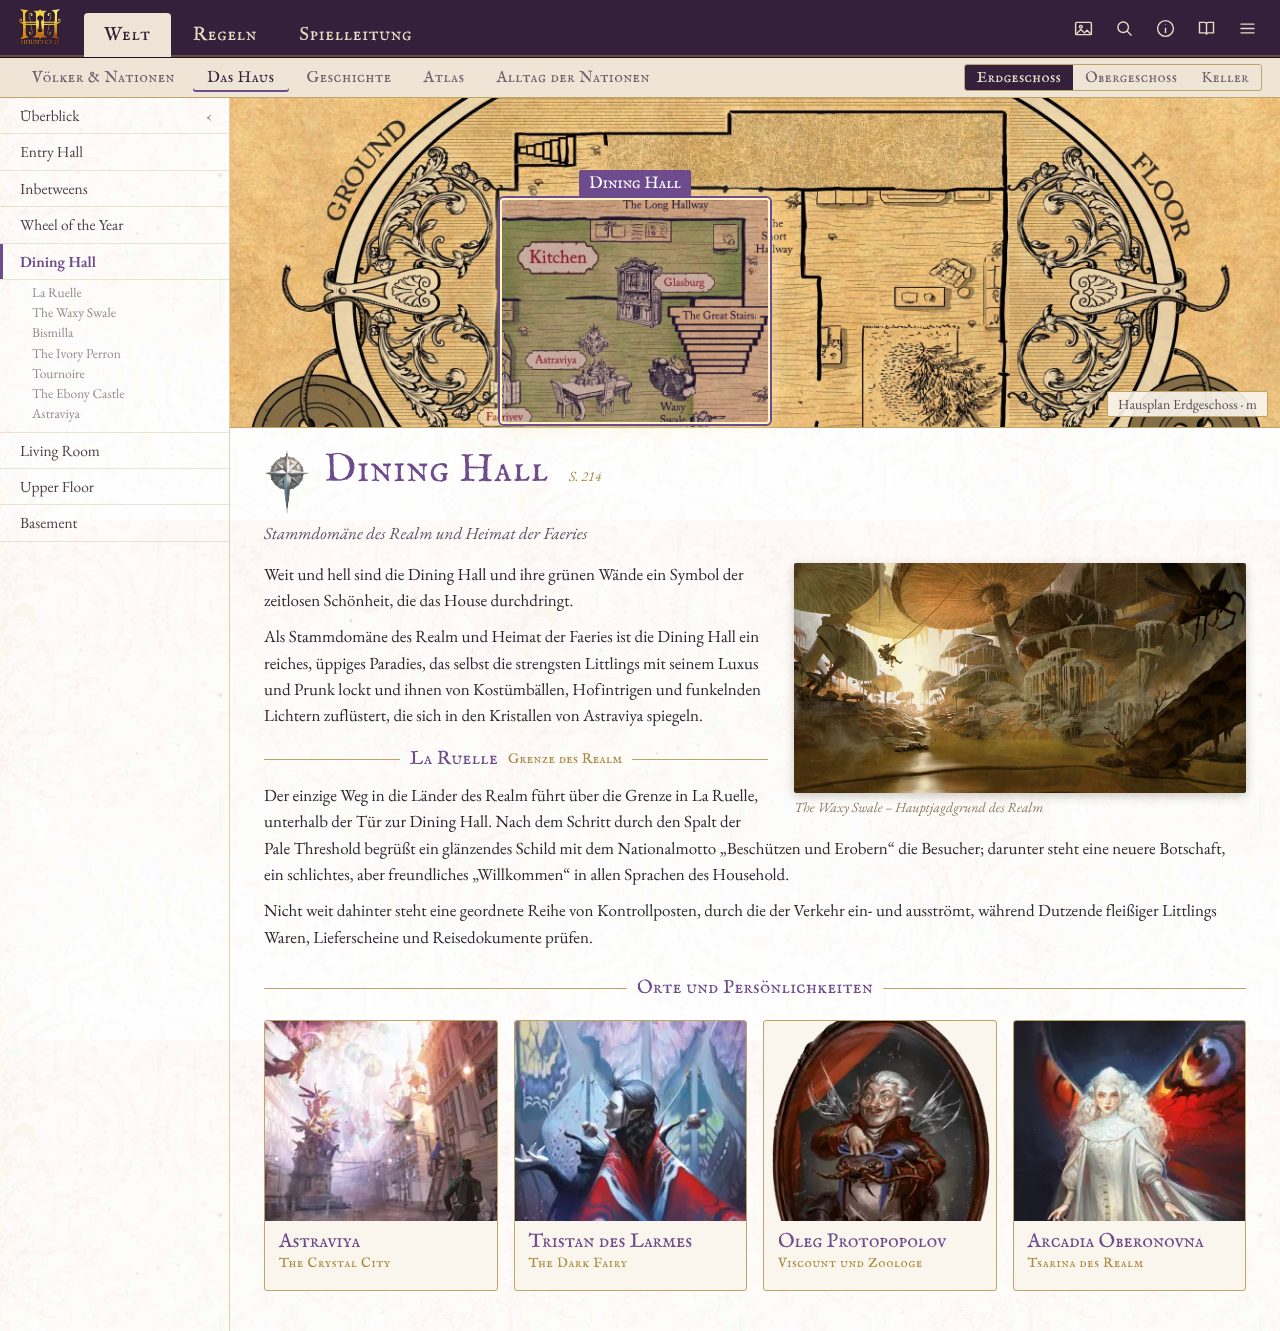 HOUSEHOLD
Welt
Regeln
Spielleitung
Völker & Nationen
Das Haus
Geschichte
Atlas
Alltag der Nationen
Erdgeschoss
Obergeschoss
Keller
Überblick
Entry Hall
Inbetweens
Wheel of the Year
Dining Hall
La Ruelle
The Waxy Swale
Bismilla
The Ivory Perron
Tournoire
The Ebony Castle
Astraviya
Living Room
Upper Floor
Basement
GROUND
FLOOR
Dining Hall
The Long Hallway
The Short Hallway
Kitchen
Glasburg
The Great Stairs
Astraviya
Waxy
Swale
Hausplan Erdgeschoss · m
Dining Hall
S. 214
Stammdomäne des Realm und Heimat der Faeries
Weit und hell sind die Dining Hall und ihre grünen Wände ein Symbol der
zeitlosen Schönheit, die das House durchdringt.
Als Stammdomäne des Realm und Heimat der Faeries ist die Dining Hall ein
reiches, üppiges Paradies, das selbst die strengsten Littlings mit seinem Luxus
und Prunk lockt und ihnen von Kostümbällen, Hofintrigen und funkelnden
Lichtern zuflüstert, die sich in den Kristallen von Astraviya spiegeln.
The Waxy Swale – Hauptjagdgrund des Realm
La Ruelle Grenze des Realm
Der einzige Weg in die Länder des Realm führt über die Grenze in La Ruelle,
unterhalb der Tür zur Dining Hall. Nach dem Schritt durch den Spalt der
Pale Threshold begrüßt ein glänzendes Schild mit dem Nationalmotto „Beschützen und Erobern“ die Besucher; darunter steht eine neuere Botschaft,
ein schlichtes, aber freundliches „Willkommen“ in allen Sprachen des Household.
Nicht weit dahinter steht eine geordnete Reihe von Kontrollposten, durch die der Verkehr ein- und ausströmt, während Dutzende fleißiger Littlings
Waren, Lieferscheine und Reisedokumente prüfen.
Orte und Persönlichkeiten
Astraviya
The Crystal City
Tristan des Larmes
The Dark Fairy
Oleg Protopopolov
Viscount und Zoologe
Arcadia Oberonovna
Tsarina des Realm